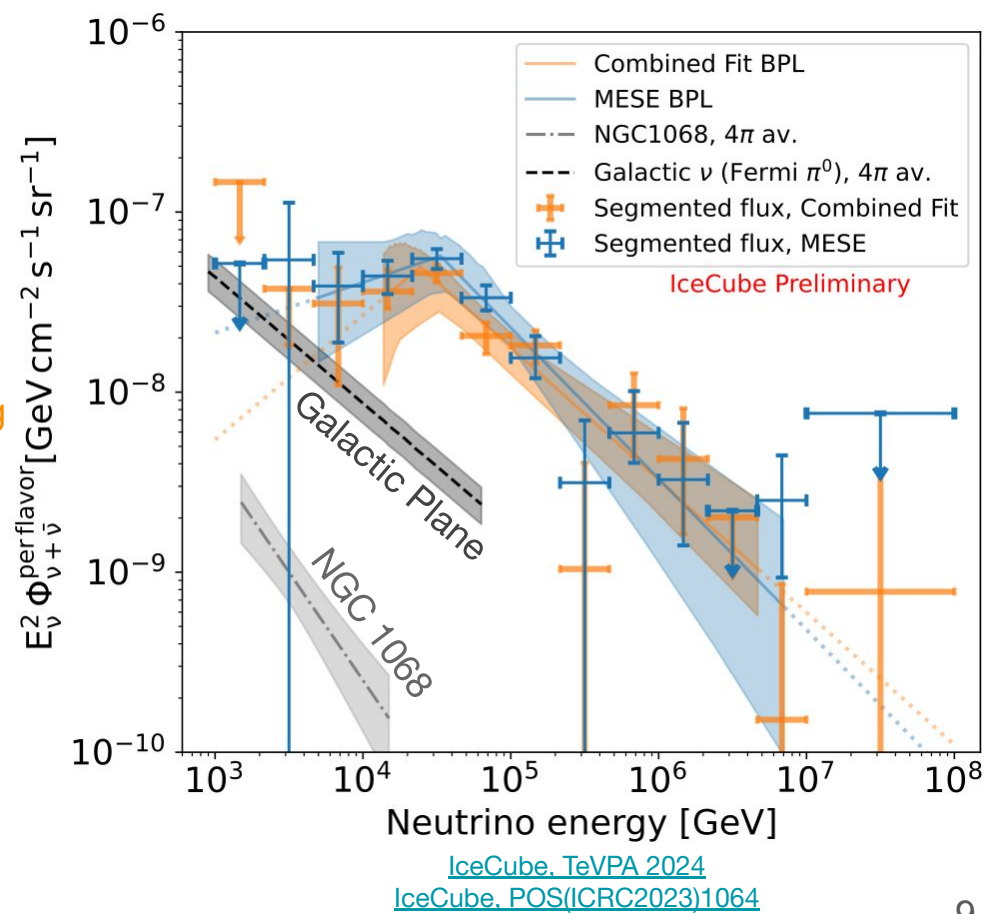 10⁻⁶
10⁻⁷
10⁻⁸
10⁻⁹
10⁻¹⁰
E²ᵥ Φ^{per flavor}_{ν+ν̄} [GeV cm⁻² s⁻¹ sr⁻¹]
Combined Fit BPL
MESE BPL
NGC1068, 4π av.
Galactic ν (Fermi π⁰), 4π av.
Segmented flux, Combined Fit
Segmented flux, MESE
IceCube Preliminary
Galactic Plane
NGC 1068
10³ 10⁴ 10⁵ 10⁶ 10⁷ 10⁸
Neutrino energy [GeV]
IceCube, TeVPA 2024
IceCube, POS(ICRC2023)1064